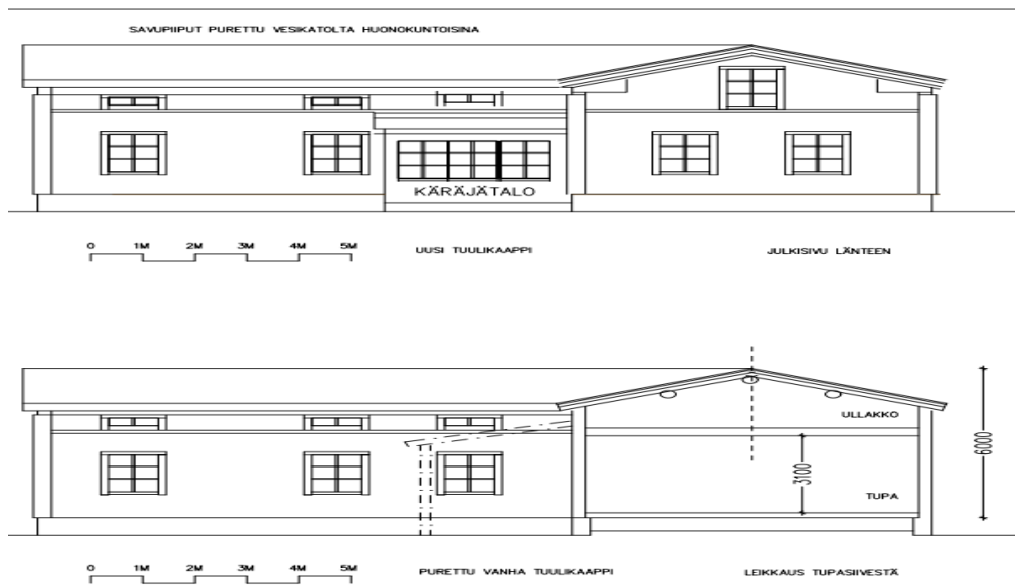 SAVUPIIPUT PURETTU VESIKATOLTA HUONOKUNTOISINA
KÄRÄJÄTALO
0 1M 2M 3M 4M 5M
UUSI TUULIKAAPPI
JULKISIVU LÄNTEEN
ULLAKKO
6000
3100
TUPA
0 1M 2M 3M 4M 5M
PURETTU VANHA TUULIKAAPPI
LEIKKAUS TUPASIIVESTÄ